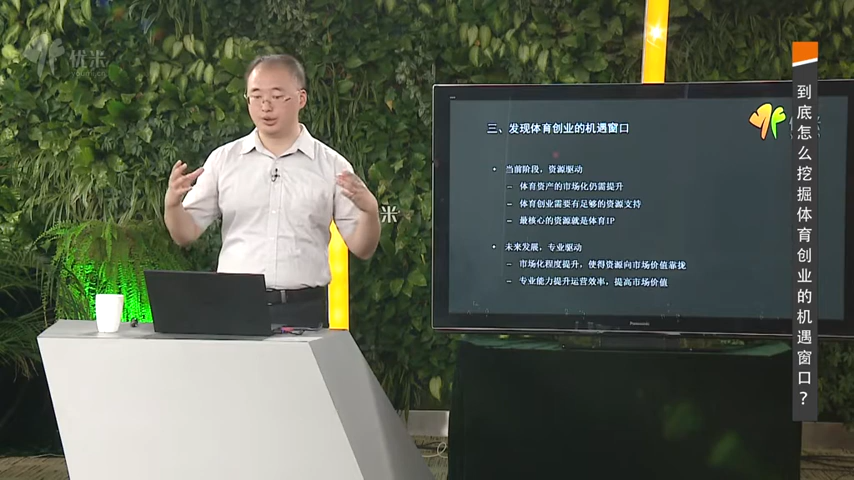 优米
youmi.cn
三、发现体育创业的机遇窗口
• 当前阶段，资源驱动
– 体育资产的市场化仍需提升
– 体育创业需要有足够的资源支持
– 最核心的资源就是体育IP
• 未来发展，专业驱动
– 市场化程度提升，使得资源向市场价值靠拢
– 专业能力提升运营效率，提高市场价值
Panasonic
米
到底怎么挖掘体育创业的机遇窗口？